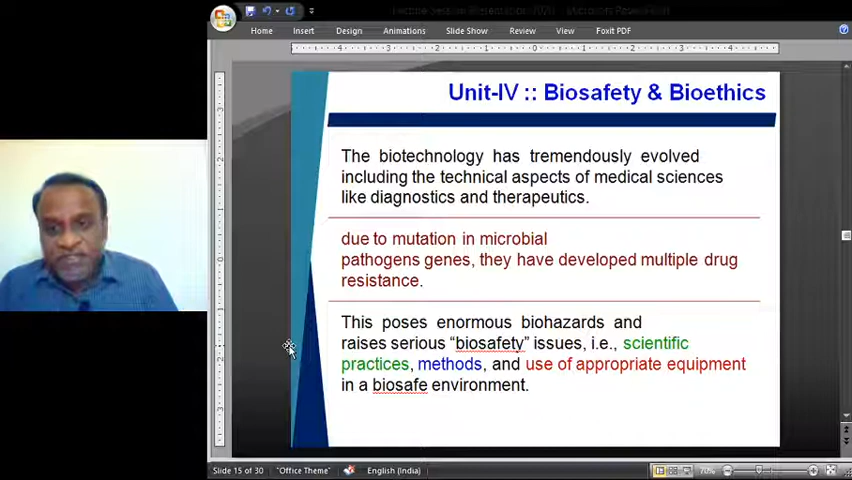 Home Insert Design Animations Slide Show Review View Foxit PDF
Unit-IV :: Biosafety & Bioethics
The biotechnology has tremendously evolved
including the technical aspects of medical sciences
like diagnostics and therapeutics.
due to mutation in microbial
pathogens genes, they have developed multiple drug
resistance.
This poses enormous biohazards and
raises serious “biosafety” issues, i.e., scientific
practices, methods, and use of appropriate equipment
in a biosafe environment.
Slide 15 of 30 "Office Theme" English (India) 70%